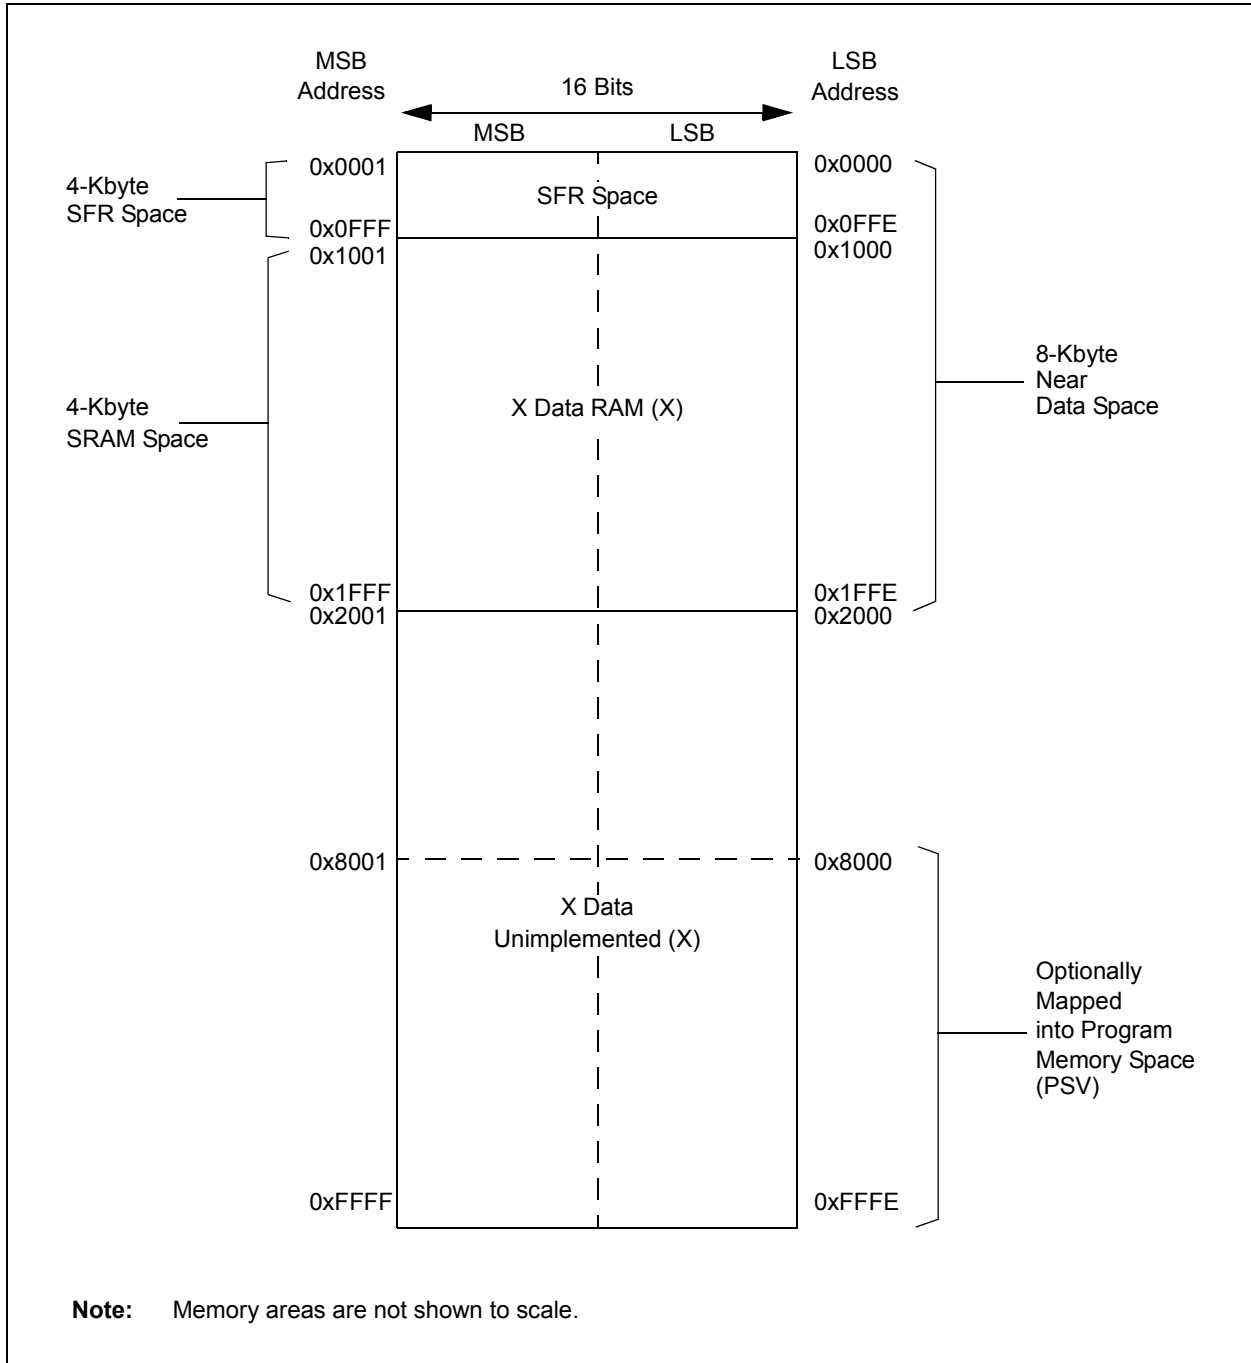 MSB
Address
LSB
Address
16 Bits
MSB
LSB
0x0001
0x0000
4-Kbyte
SFR Space
SFR Space
0x0FFF
0x0FFE
0x1001
0x1000
4-Kbyte
SRAM Space
X Data RAM (X)
8-Kbyte
Near
Data Space
0x1FFF
0x1FFE
0x2001
0x2000
0x8001
0x8000
X Data
Unimplemented (X)
Optionally
Mapped
into Program
Memory Space
(PSV)
0xFFFF
0xFFFE
Note: Memory areas are not shown to scale.